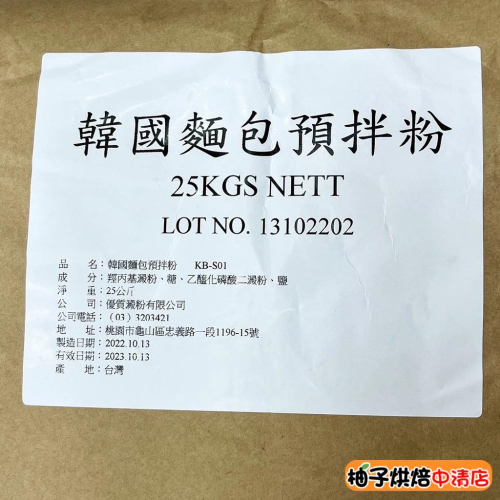 韓國麵包預拌粉
25KGS NETT
LOT NO. 13102202
品　　名：韓國麵包預拌粉　KB-S01
成　　分：羥丙基澱粉、糖、乙醯化磷酸二澱粉、鹽
淨　　重：25公斤
公　　司：優質澱粉有限公司
公司電話：（03）3203421
地　　址：桃園市龜山區忠義路一段1196-15號
製造日期：2022.10.13
有效日期：2023.10.13
產　　地：台灣
柚子烘焙中清店